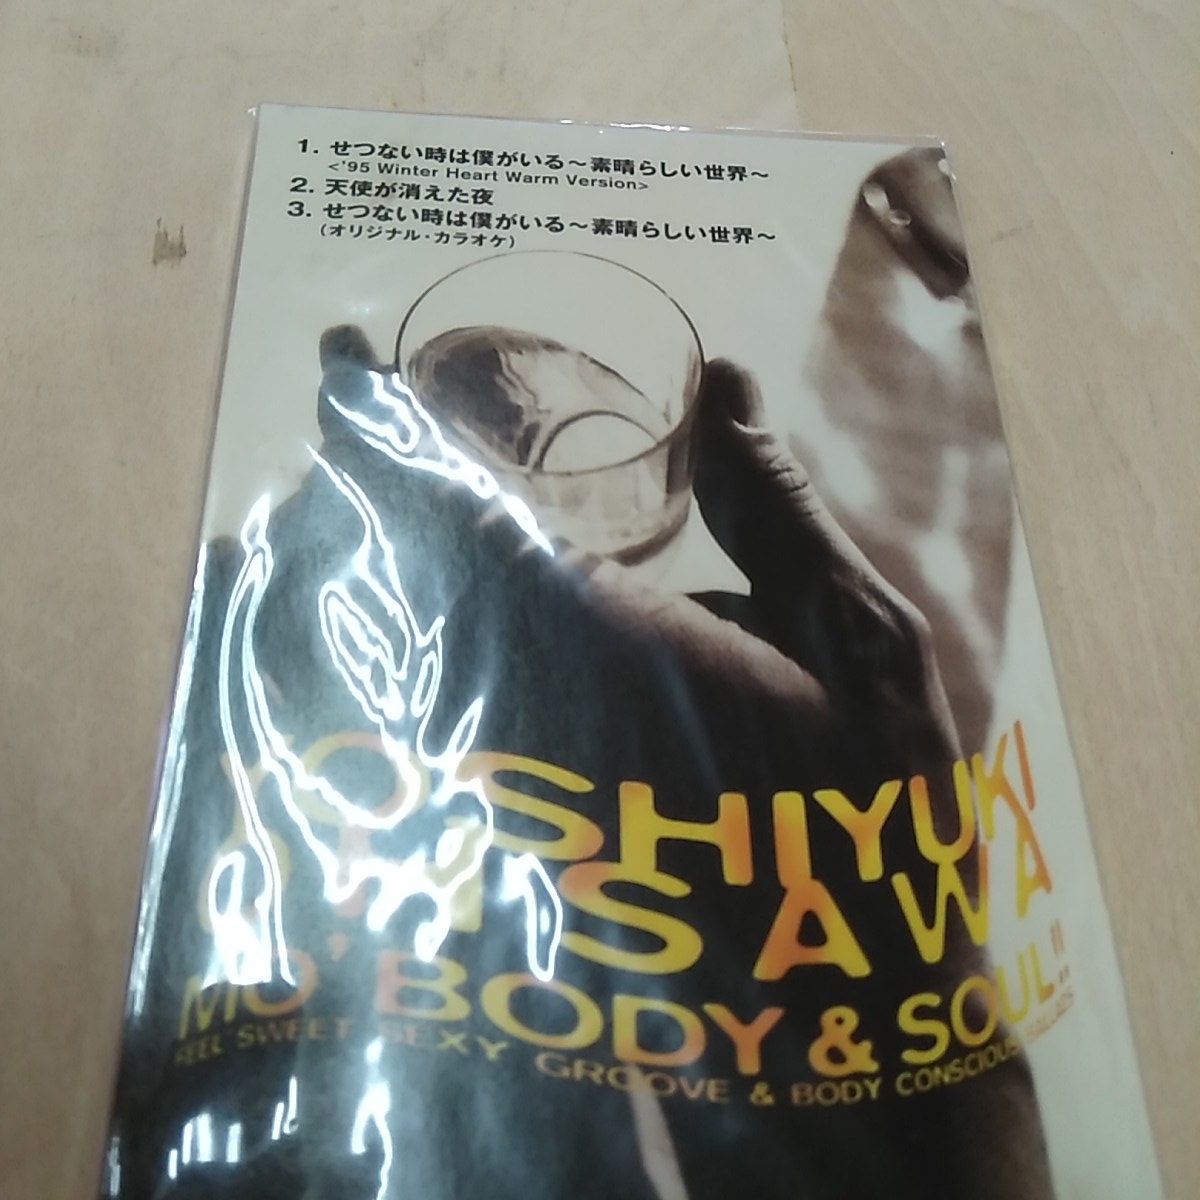 1. せつない時は僕がいる〜素晴らしい世界〜
<'95 Winter Heart Warm Version>
2. 天使が消えた夜
3. せつない時は僕がいる〜素晴らしい世界〜
(オリジナル・カラオケ)
YOSHIYUKI
OHSAWA
MO' BODY & SOUL!!
FEEL SWEET SEXY GROOVE & BODY CONSCIOUS BALLADS